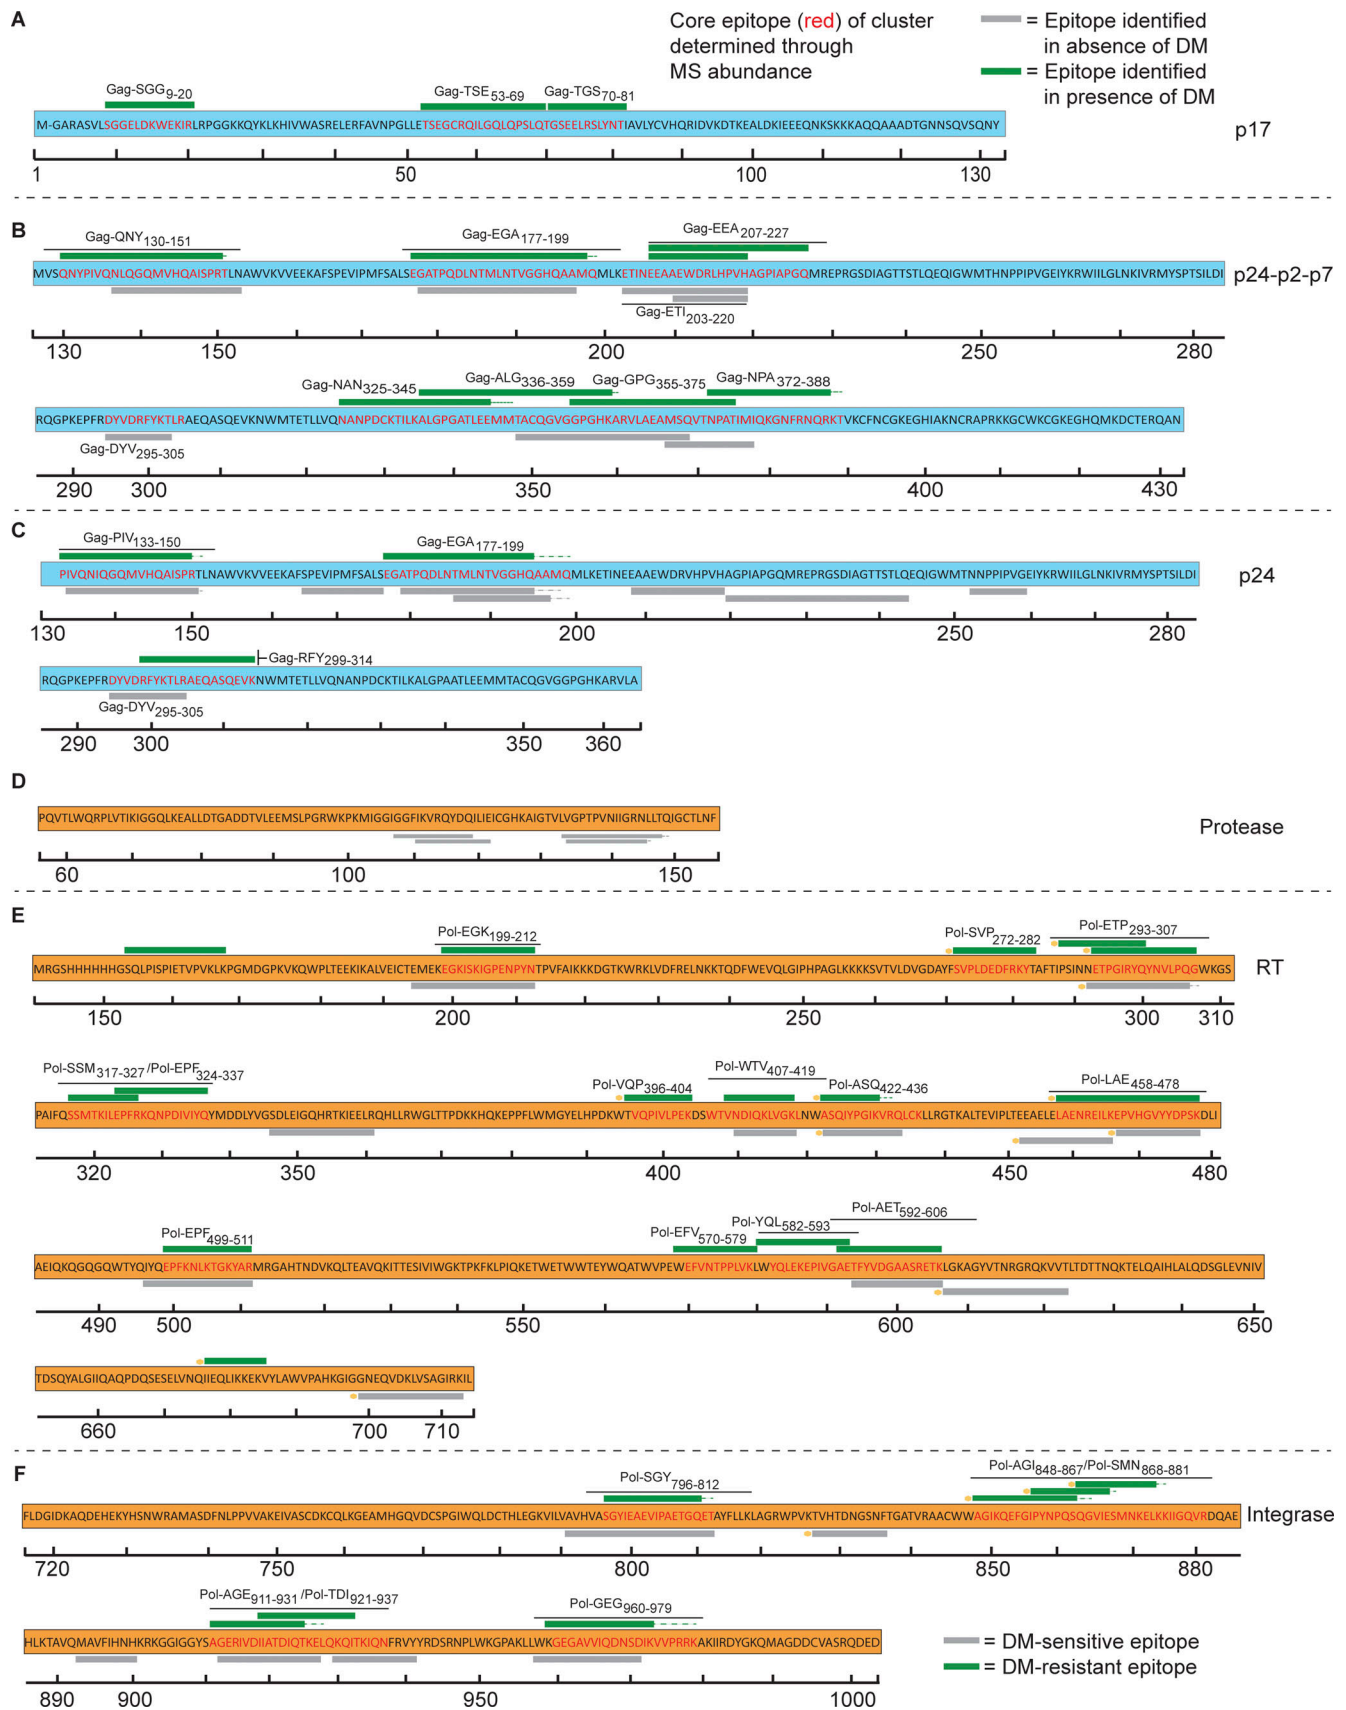 A
Core epitope (red) of cluster
determined through
MS abundance
= Epitope identified
in absence of DM
= Epitope identified
in presence of DM
Gag-SGG9-20
Gag-TSE53-69
Gag-TGS70-81
M-GARASVLSGGELDKWEKIRLRPGGKKQYKLKHIVWASRELERFAVNPGLLETSEGCRQILGQLQPSLQTGSEELRSLYNTIAVLYCVHQRIDVKDTKEALDKIEEEQNKSKKKAQQAAADTGNNSQVSQNY
p17
1 50 100 130
B
Gag-QNY130-151
Gag-EGA177-199
Gag-EEA207-227
MVSQNYPIVQNLQGQMVHQAISPRTLNAWVKVVEEKAFSPEVIPMFSALSEGATPQDLNTMLNTVGGHQAAMQMLKETINEEAAEWDRLHPVHAGPIAPGQMREPRGSDIAGTTSTLQEQIGWMTHNPPIPVGEIYKRWIILGLNKIVRMYSPTSILDI
p24-p2-p7
Gag-ETI203-220
130 150 200 250 280
Gag-NAN325-345
Gag-ALG336-359
Gag-GPG355-375
Gag-NPA372-388
RQGPKEPFRDYVDRFYKTLRAEQASQEVKNWMTETLLVQNANPDCKTILKALGPGATLEEMMTACQGVGGPGHKARVLAEAMSQVTNPATIMIQKGNFRNQRKTVKCFNCGKEGHIAKNCRAPRKKGCWKCGKEGHQMKDCTERQAN
Gag-DYV295-305
290 300 350 400 430
C
Gag-PIV133-150
Gag-EGA177-199
PIVQNIQGQMVHQAISPRTLNAWVKVVEEKAFSPEVIPMFSALSEGATPQDLNTMLNTVGGHQAAMQMLKETINEEAAEWDRVHPVHAGPIAPGQMREPRGSDIAGTTSTLQEQIGWMTNNPPIPVGEIYKRWIILGLNKIVRMYSPTSILDI
p24
130 150 200 250 280
Gag-RFY299-314
RQGPKEPFRDYVDRFYKTLRAEQASQEVKNWMTETLLVQNANPDCKTILKALGPAATLEEMMTACQGVGGPGHKARVLA
Gag-DYV295-305
290 300 350 360
D
PQVTLWQRPLVTIKIGGQLKEALLDTGADDTVLEEMSLPGRWKPKMIGGIGGFIKVRQYDQILIEICGHKAIGTVLVGPTPVNIIGRNLLTQIGCTLNF
Protease
60 100 150
E
Pol-EGK199-212
Pol-SVP272-282
Pol-ETP293-307
MRGSHHHHHHGSQLPISPIETVPVKLKPGMDGPKVKQWPLTEEKIKALVEICTEMEKEGKISKIGPENPYNTPVFAIKKKDGTKWRKLVDFRELNKKTQDFWEVQLGIPHPAGLKKKKSVTVLDVGDAYFSVPLDEDFRKYTAFTIPSINNETPGIRYQYNVLPQGWKGS
RT
150 200 250 300 310
Pol-SSM317-327/Pol-EPF324-337
Pol-VQP396-404
Pol-WTV407-419
Pol-ASQ422-436
Pol-LAE458-478
PAIFQSSMTKILEPFRKQNPDIVIYQYMDDLYVGSDLEIGQHRTKIEELRQHLLRWGLTTPDKKHQKEPPFLWMGYELHPDKWTVQPIVLPEKDSWTVNDIQKLVGKLNWASQIYPGIKVRQLCKLLRGTKALTEVIPLTEEAELELAENREILKEPVHGVYYDPSKDLI
320 350 400 450 480
Pol-EPF499-511
Pol-EFV570-579
Pol-YQL582-593
Pol-AET592-606
AEIQKQGQGQWTYQIYQEPFKNLKTGKYARMRGAHTNDVKQLTEAVQKITTESIVIWGKTPKFKLPIQKETWETWWTEYWQATWVPEWEFVNTPPLVKLWYQLEKEPIVGAETFYVDGAASRETKLGKAGYVTNRGRQKVVTLTDTTNQKTELQAIHLALQDSGLEVNIV
490 500 550 600 650
TDSQYALGIIQAQPDQSESELVNQIIEQLIKKEKVYLAWVPAHKGIGGNEQVDKLVSAGIRKIL
660 700 710
F
Pol-SGY796-812
Pol-AGI848-867/Pol-SMN868-881
FLDGIDKAQDEHEKYHSNWRAMASDFNLPPVVAKEIVASCDKCQLKGEAMHGQVDCSPGIWQLDCTHLEGKVILVAVHVASGYIEAEVIPAETGQETAYFLLKLAGRWPVKTVHTDNGSNFTGATVRAACWWAGIKQEFGIPYNPQSQGVIESMNKELKKIIGQVRDQAE
Integrase
720 750 800 850 880
Pol-AGE911-931/Pol-TDI921-937
Pol-GEG960-979
HLKTAVQMAVFIHNHKRKGGIGGYSAGERIVDIIATDIQTKELQKQITKIQNFRVYYRDSRNPLWKGPAKLLWKGEGAVVIQDNSDIKVVPRRKAKIIRDYGKQMAGDDCVASRQDED
= DM-sensitive epitope
= DM-resistant epitope
890 900 950 1000